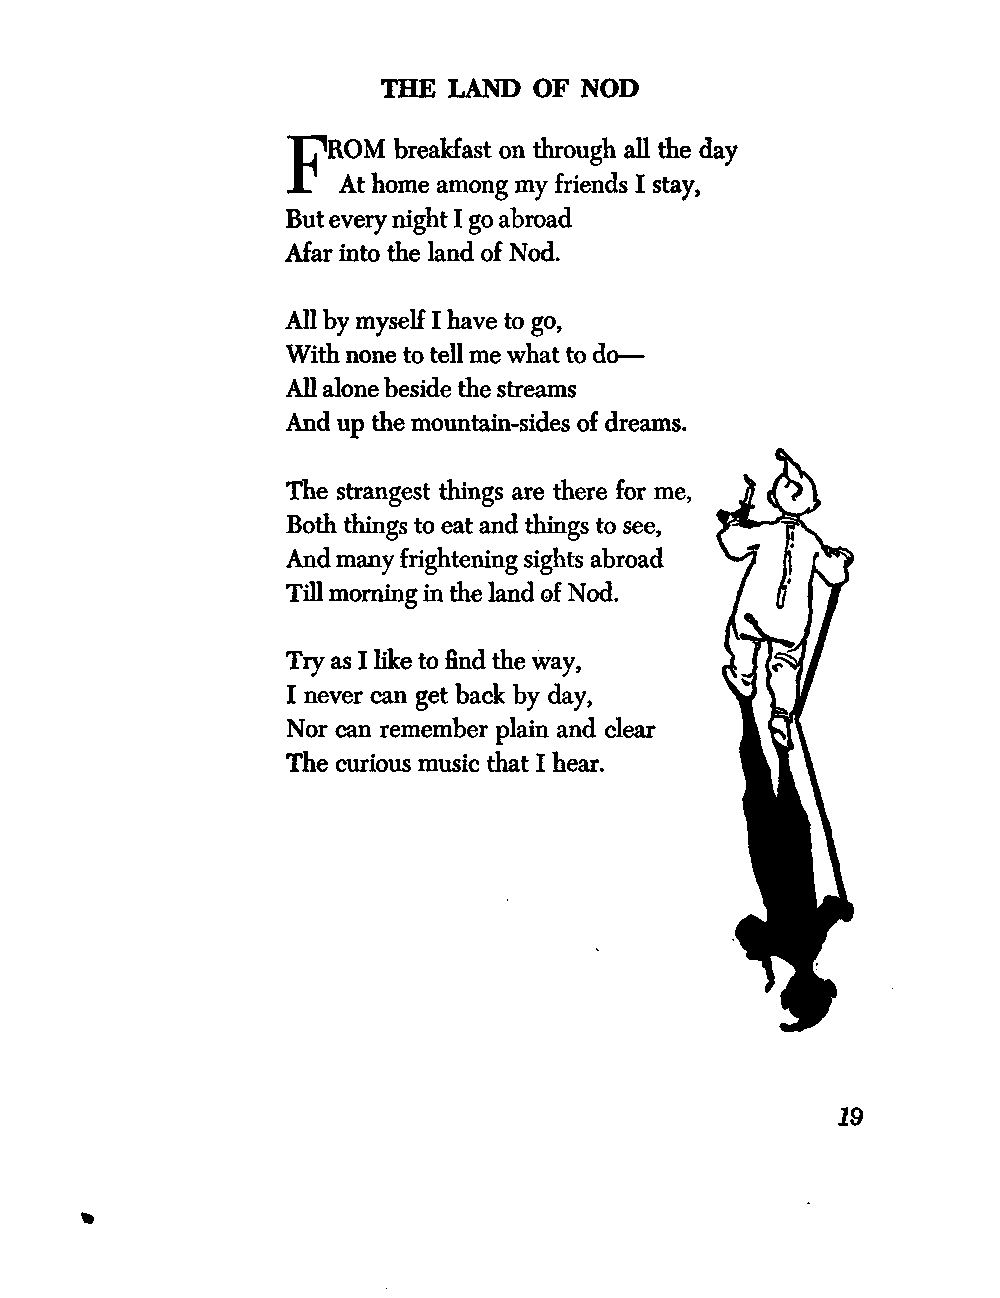 THE LAND OF NOD
FROM breakfast on through all the day
At home among my friends I stay,
But every night I go abroad
Afar into the land of Nod.
All by myself I have to go,
With none to tell me what to do—
All alone beside the streams
And up the mountain-sides of dreams.
The strangest things are there for me,
Both things to eat and things to see,
And many frightening sights abroad
Till morning in the land of Nod.
Try as I like to find the way,
I never can get back by day,
Nor can remember plain and clear
The curious music that I hear.
19